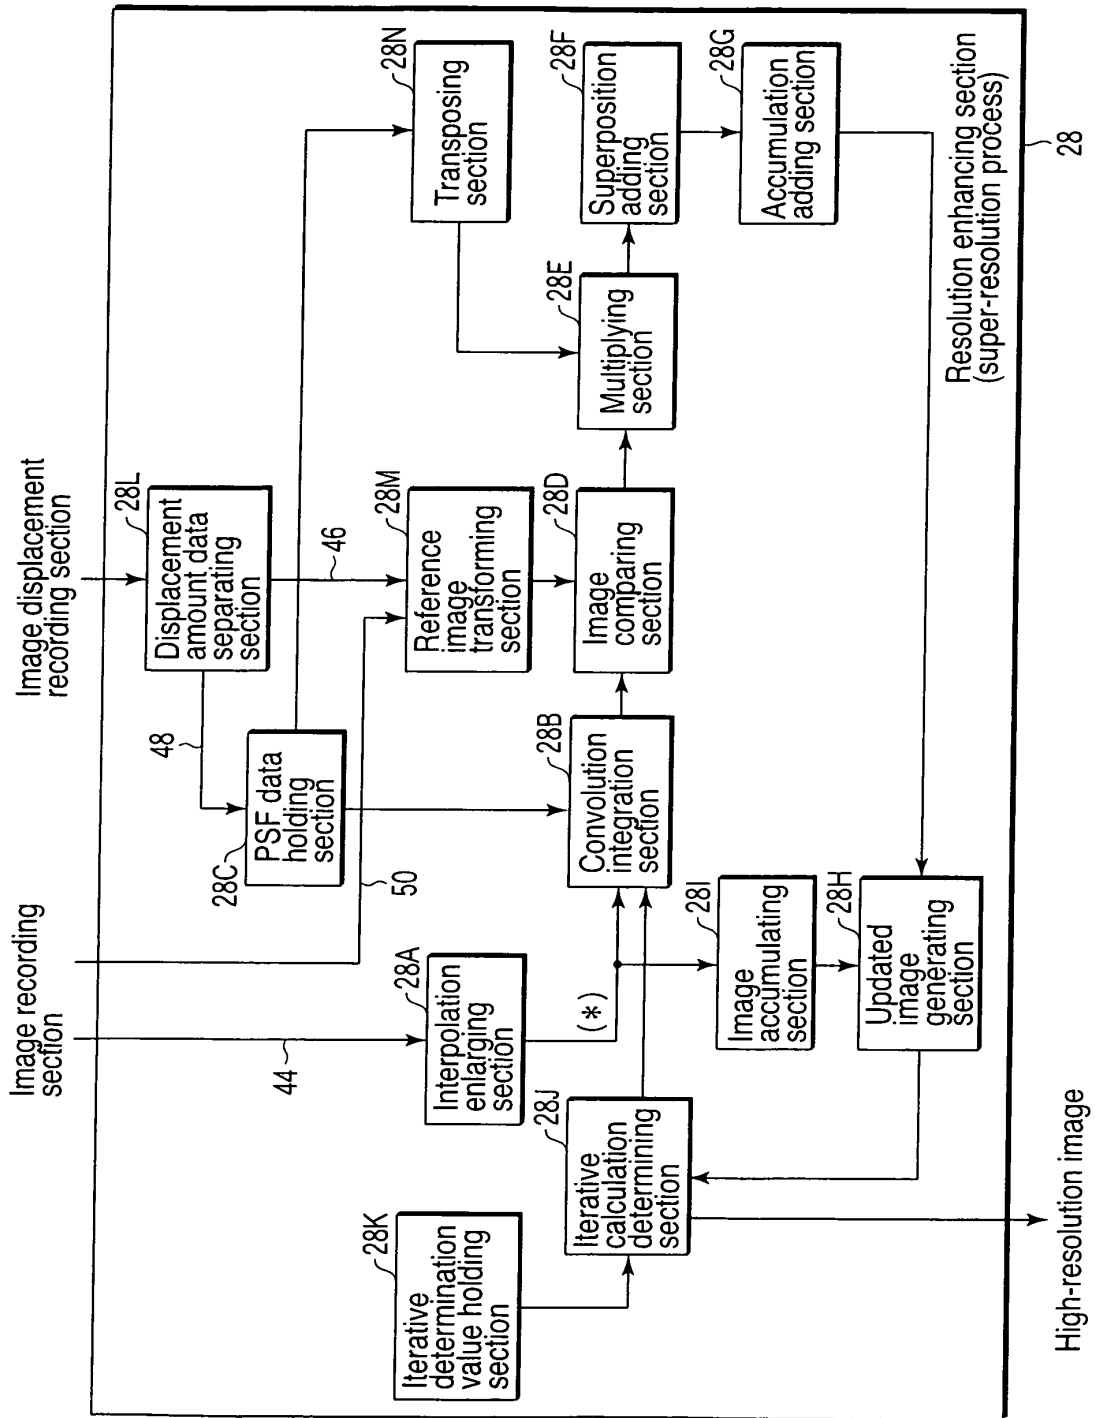 Image recording
section
Image displacement
recording section
44
50
48
46
28L
Displacement
amount data
separating
section
28C
PSF data
holding
section
28K
Iterative
determination
value holding
section
28A
Interpolation
enlarging
section
28M
Reference
image
transforming
section
28N
Transposing
section
(*)
28J
Iterative
calculation
determining
section
28B
Convolution
integration
section
28D
Image
comparing
section
28E
Multiplying
section
28F
Superposition
adding
section
28I
Image
accumulating
section
28G
Accumulation
adding section
28H
Updated
image
generating
section
Resolution enhancing section
(super-resolution process)
28
High-resolution image